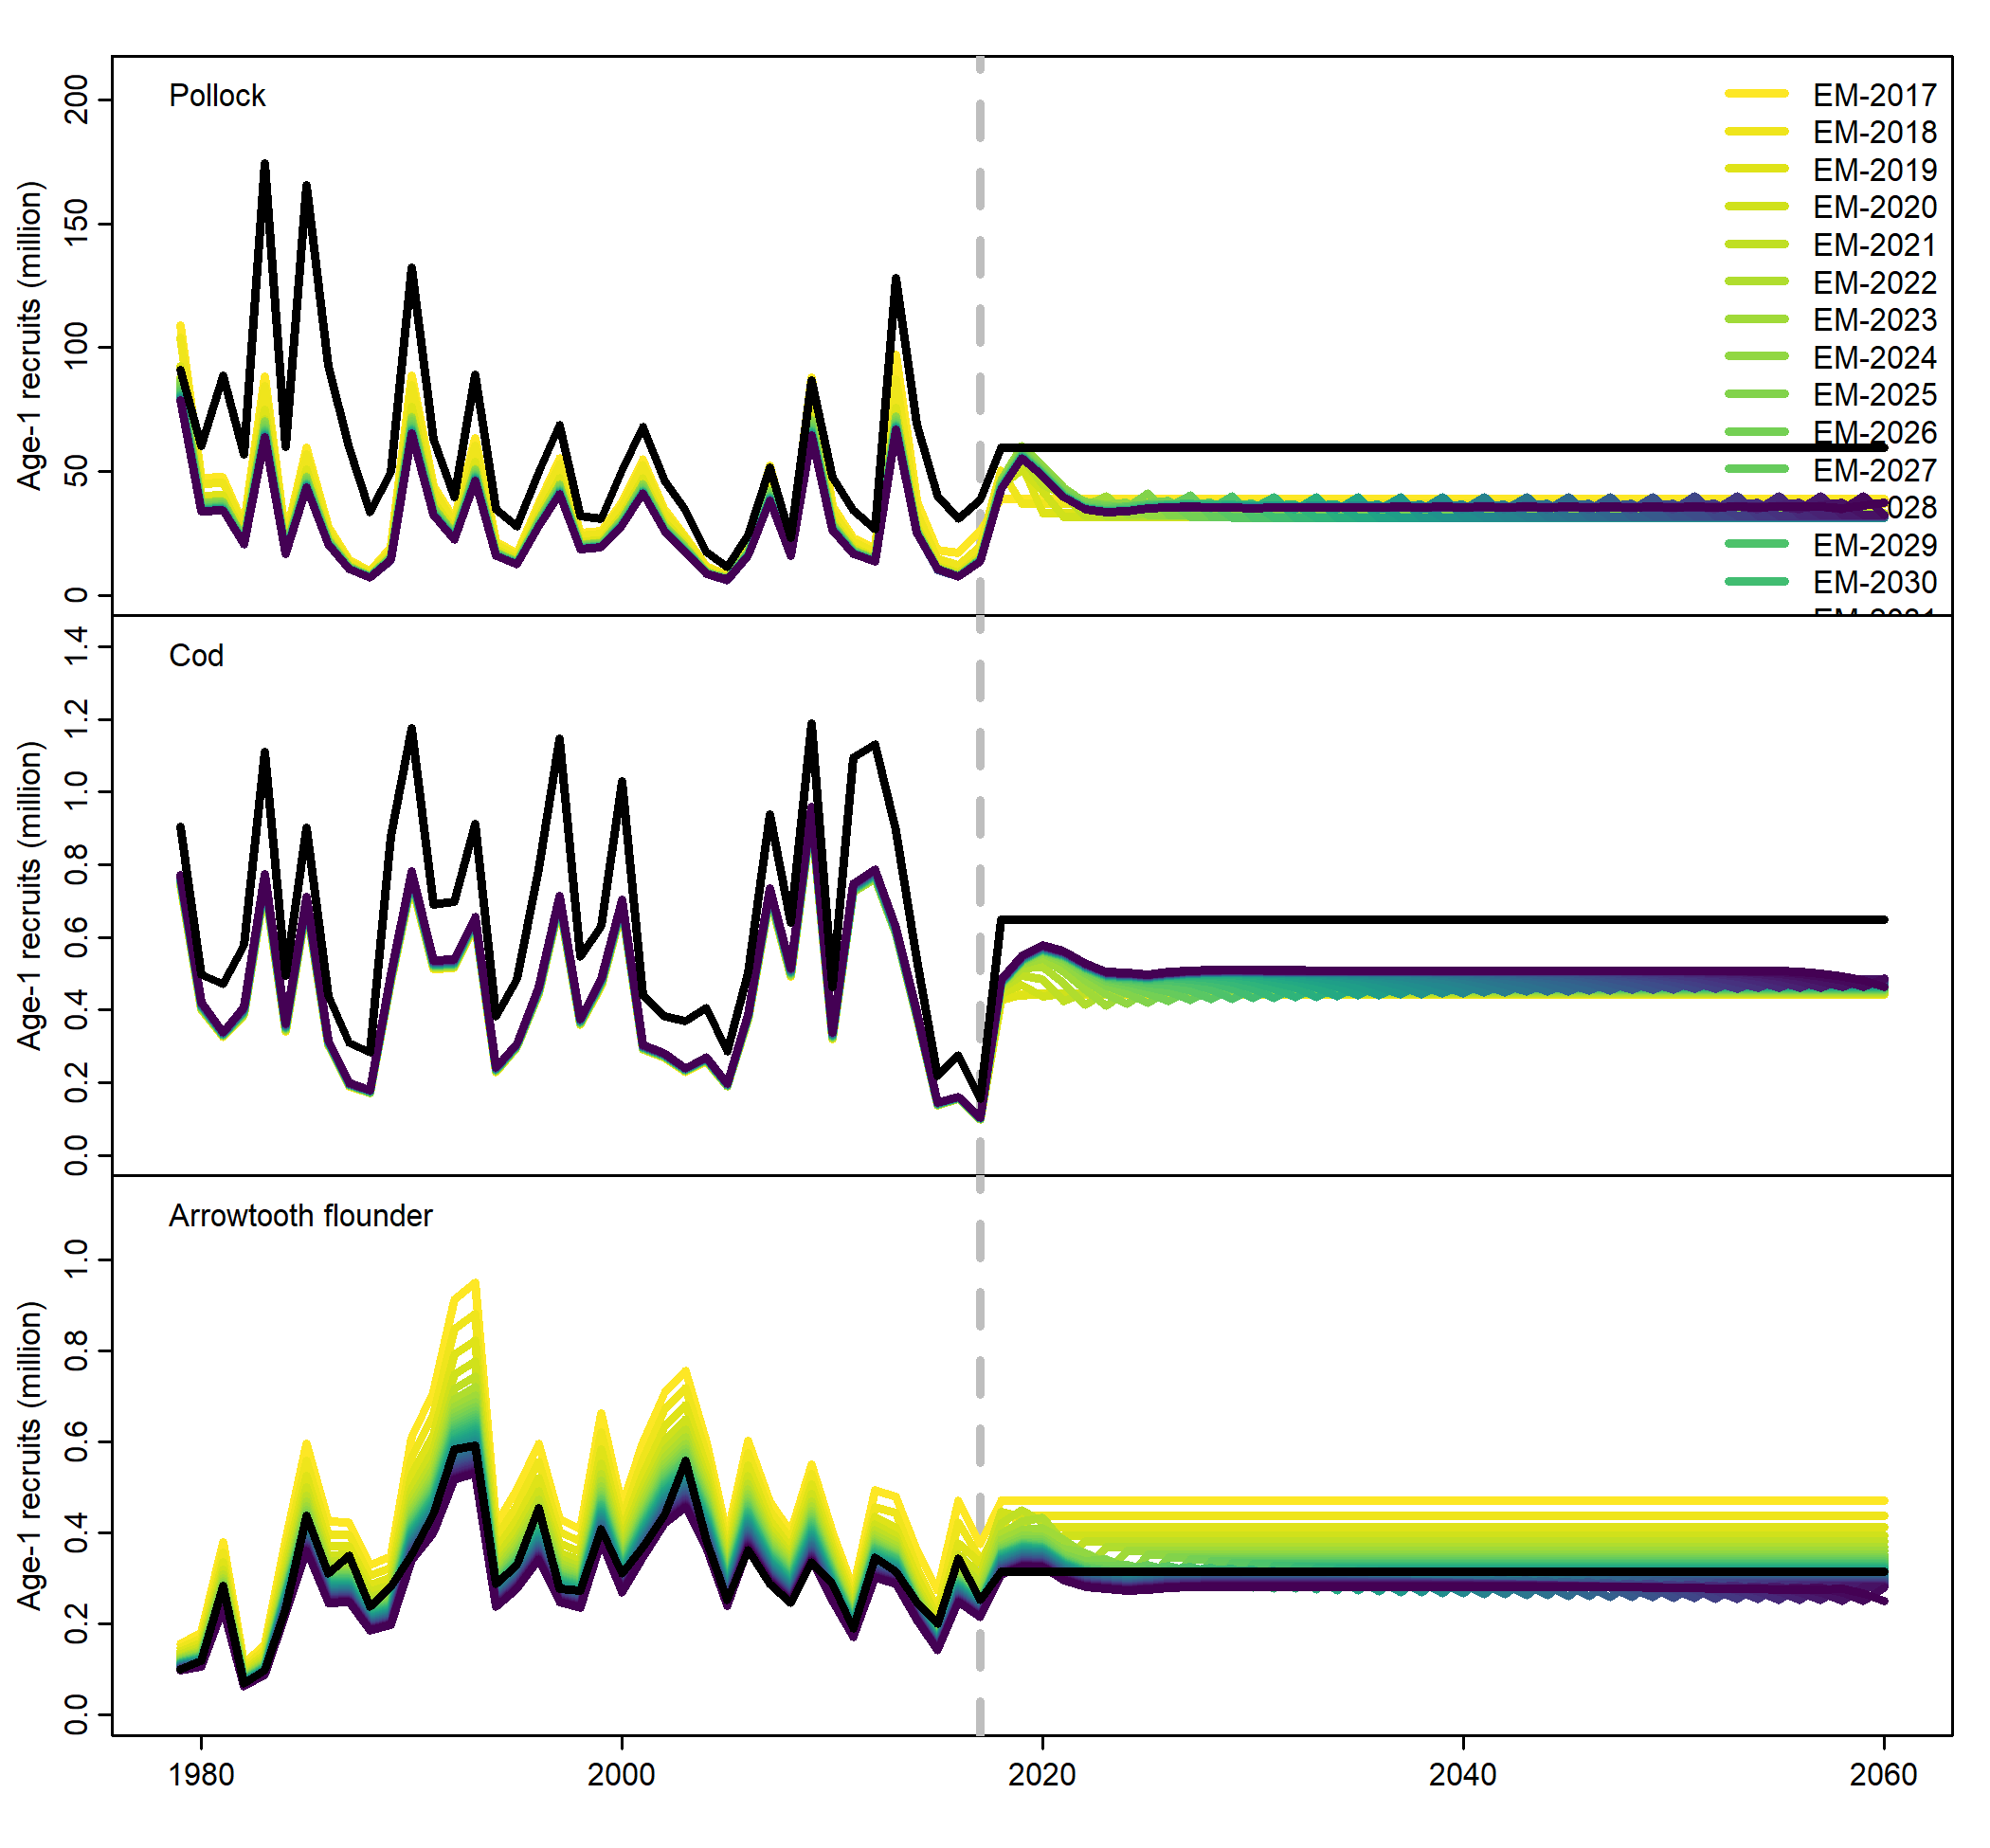 Pollock
Age-1 recruits (million)
0
50
100
150
200
EM-2017
EM-2018
EM-2019
EM-2020
EM-2021
EM-2022
EM-2023
EM-2024
EM-2025
EM-2026
EM-2027
028
EM-2029
EM-2030
Cod
Age-1 recruits (million)
0.0
0.2
0.4
0.6
0.8
1.0
1.2
1.4
Arrowtooth flounder
Age-1 recruits (million)
0.0
0.2
0.4
0.6
0.8
1.0
1980
2000
2020
2040
2060